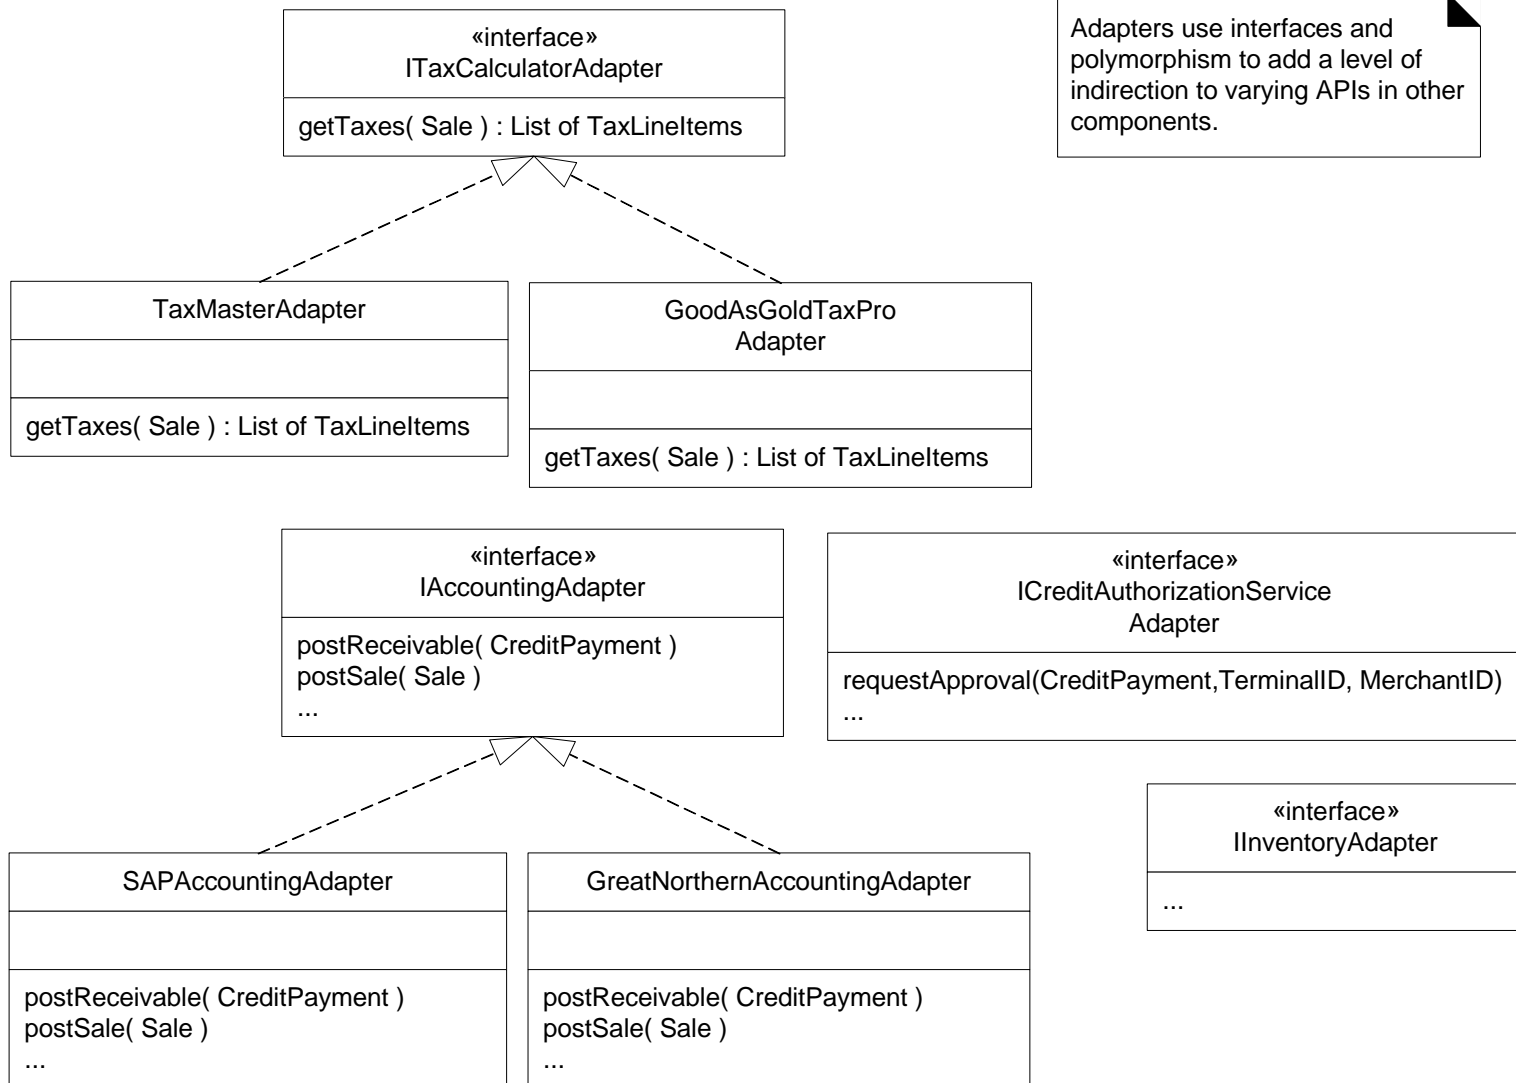 «interface»
ITaxCalculatorAdapter
getTaxes( Sale ) : List of TaxLineItems
Adapters use interfaces and
polymorphism to add a level of
indirection to varying APIs in other
components.
TaxMasterAdapter
getTaxes( Sale ) : List of TaxLineItems
GoodAsGoldTaxPro
Adapter
getTaxes( Sale ) : List of TaxLineItems
«interface»
IAccountingAdapter
postReceivable( CreditPayment )
postSale( Sale )
...
«interface»
ICreditAuthorizationService
Adapter
requestApproval(CreditPayment,TerminalID, MerchantID)
...
«interface»
IInventoryAdapter
...
SAPAccountingAdapter
postReceivable( CreditPayment )
postSale( Sale )
...
GreatNorthernAccountingAdapter
postReceivable( CreditPayment )
postSale( Sale )
...